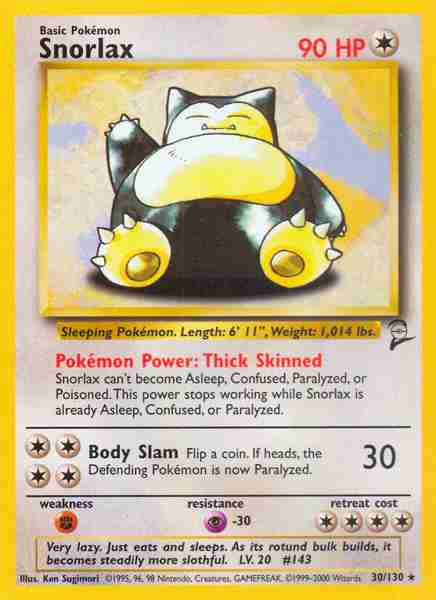 Basic Pokémon
Snorlax
90 HP
Sleeping Pokémon. Length: 6' 11", Weight: 1,014 lbs.
Pokémon Power: Thick Skinned
Snorlax can't become Asleep, Confused, Paralyzed, or
Poisoned. This power stops working while Snorlax is
already Asleep, Confused, or Paralyzed.
Body Slam Flip a coin. If heads, the
Defending Pokémon is now Paralyzed.
30
weakness
resistance
retreat cost
-30
Very lazy. Just eats and sleeps. As its rotund bulk builds, it
becomes steadily more slothful. LV. 20 #143
Illus. Ken Sugimori ©1995, 96, 98 Nintendo, Creatures, GAMEFREAK. ©1999-2000 Wizards. 30/130 ★